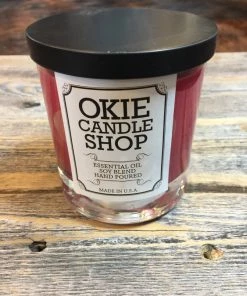 OKIE
CANDLE
SHOP
ESSENTIAL OIL
SOY BLEND
HAND POURED
MADE IN U.S.A.